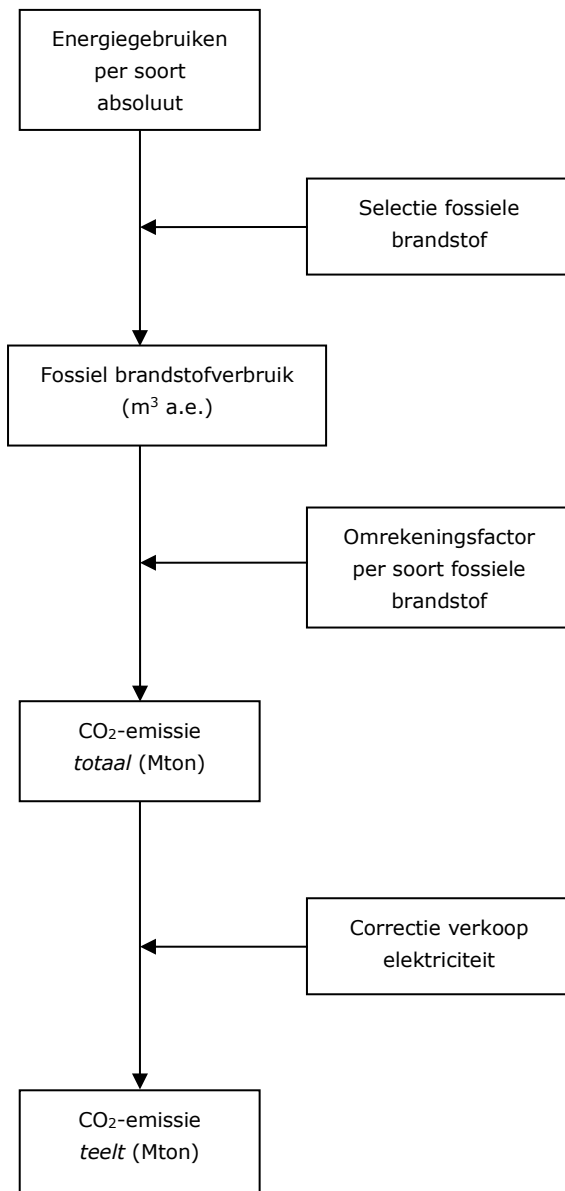 Energiegebruiken
per soort
absoluut
Selectie fossiele
brandstof
Fossiel brandstofverbruik
(m³ a.e.)
Omrekeningsfactor
per soort fossiele
brandstof
CO₂-emissie
totaal (Mton)
Correctie verkoop
elektriciteit
CO₂-emissie
teelt (Mton)